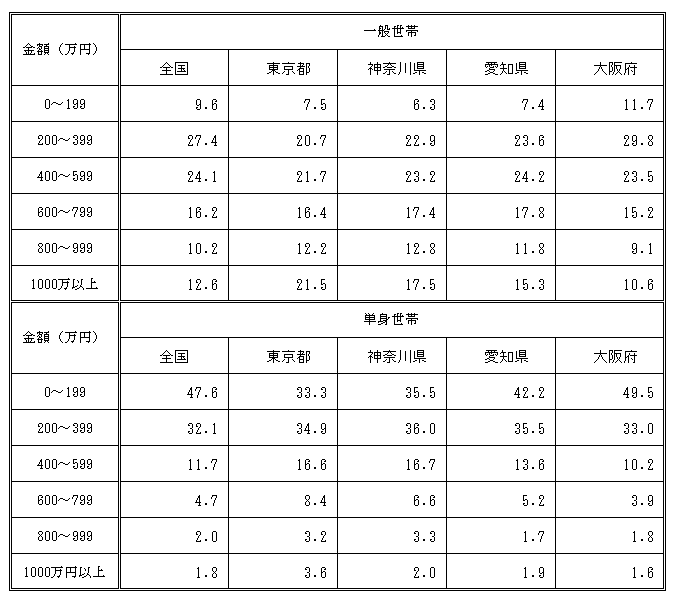 金額（万円） 一般世帯
全国 東京都 神奈川県 愛知県 大阪府
0～199 9.6 7.5 6.3 7.4 11.7
200～399 27.4 20.7 22.9 23.6 29.8
400～599 24.1 21.7 23.2 24.2 23.5
600～799 16.2 16.4 17.4 17.8 15.2
800～999 10.2 12.2 12.8 11.8 9.1
1000万以上 12.6 21.5 17.5 15.3 10.6
金額（万円） 単身世帯
全国 東京都 神奈川県 愛知県 大阪府
0～199 47.6 33.3 35.5 42.2 49.5
200～399 32.1 34.9 36.0 35.5 33.0
400～599 11.7 16.6 16.7 13.6 10.2
600～799 4.7 8.4 6.6 5.2 3.9
800～999 2.0 3.2 3.3 1.7 1.8
1000万円以上 1.8 3.6 2.0 1.9 1.6